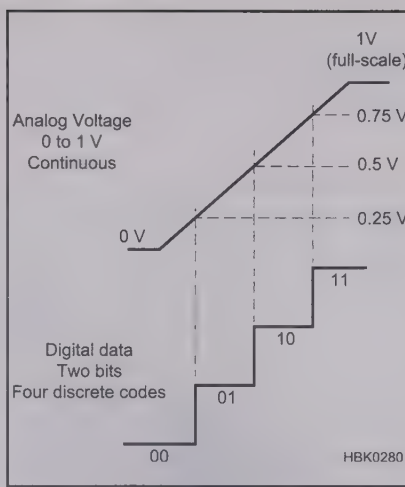 1V
(full-scale)
Analog Voltage
0 to 1 V
Continuous
0.75 V
0.5 V
0.25 V
0 V
11
10
Digital data
Two bits
Four discrete codes
01
00
HBK0280